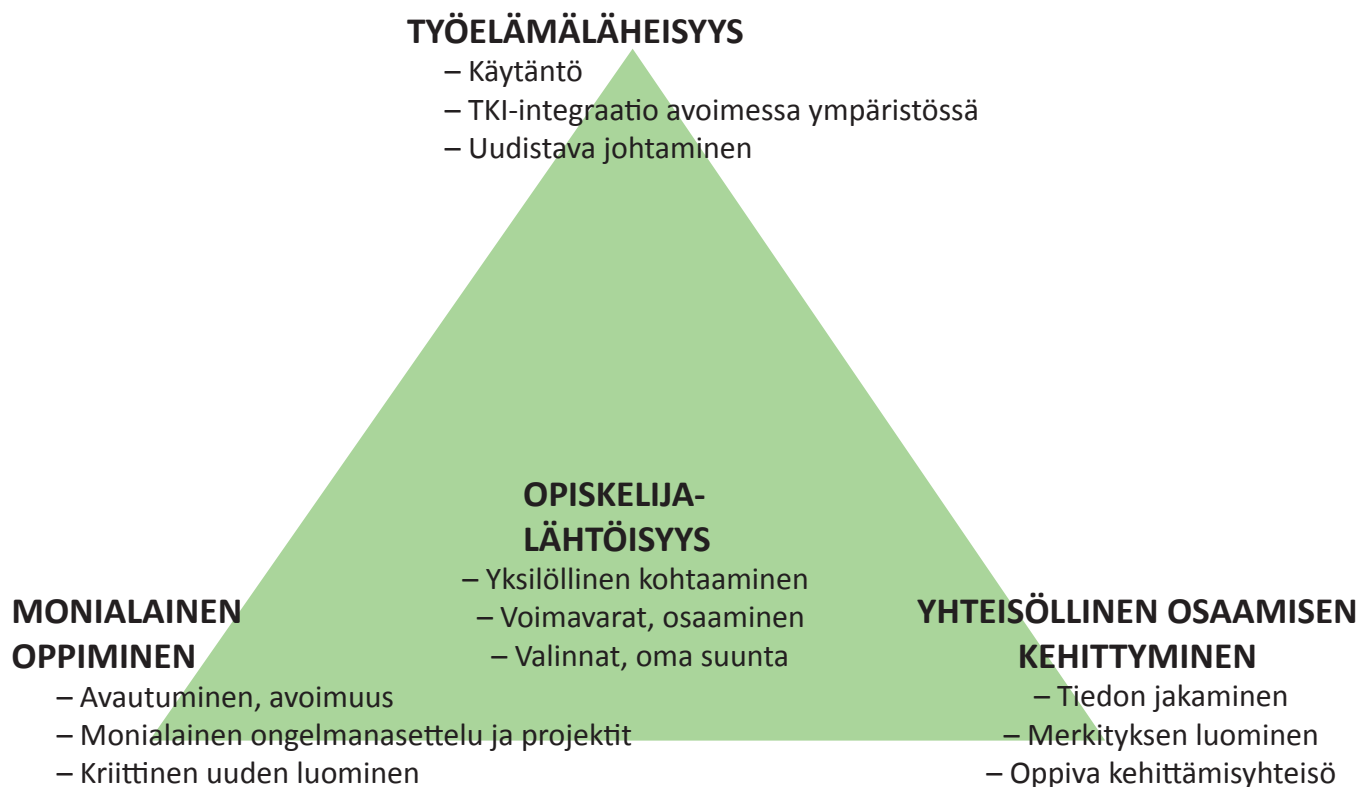 TYÖELÄMÄLÄHEISYYS
– Käytäntö
– TKI-integraatio avoimessa ympäristössä
– Uudistava johtaminen
OPISKELIJA-
LÄHTÖISYYS
– Yksilöllinen kohtaaminen
– Voimavarat, osaaminen
– Valinnat, oma suunta
MONIALAINEN
OPPIMINEN
– Avautuminen, avoimuus
– Monialainen ongelmanasettelu ja projektit
– Kriittinen uuden luominen
YHTEISÖLLINEN OSAAMISEN
KEHITTYMINEN
– Tiedon jakaminen
– Merkityksen luominen
– Oppiva kehittämisyhteisö